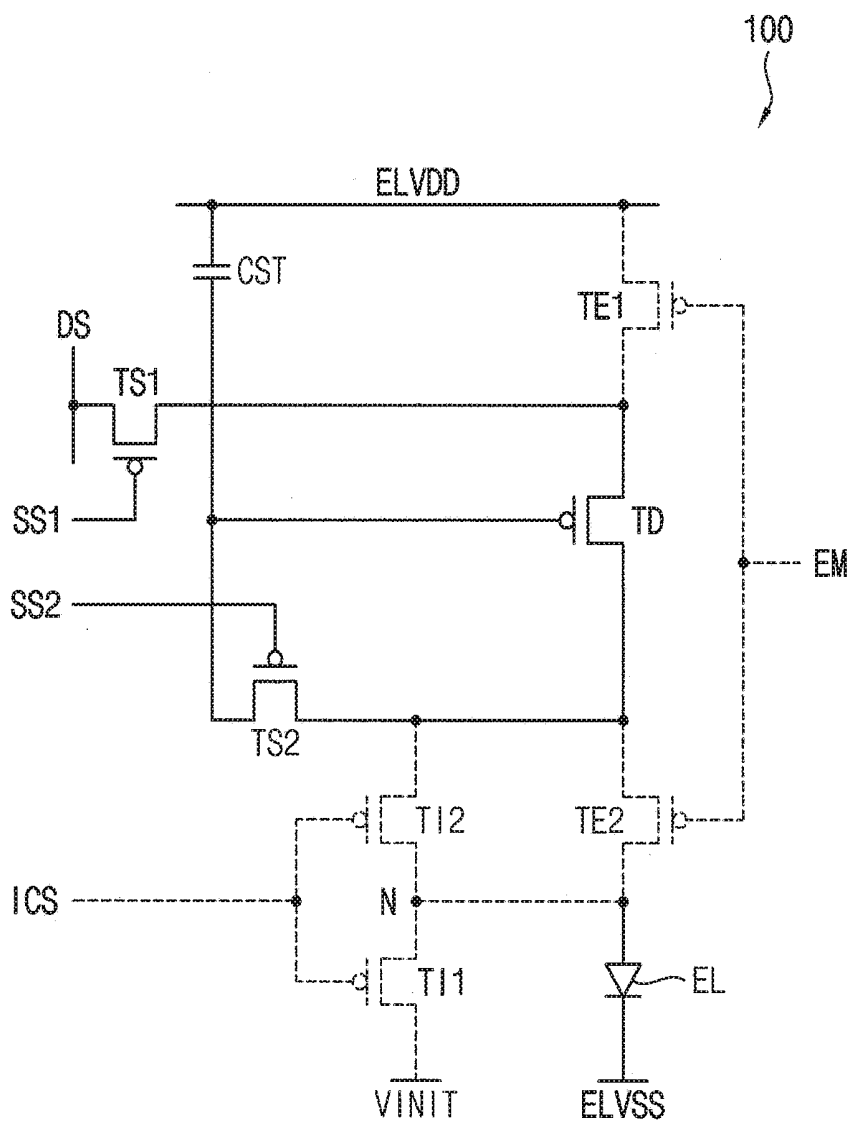 100
ELVDD
CST
TE1
DS
TS1
SS1
TD
EM
SS2
TS2
TI2
TE2
ICS
N
TI1
EL
VINIT
ELVSS